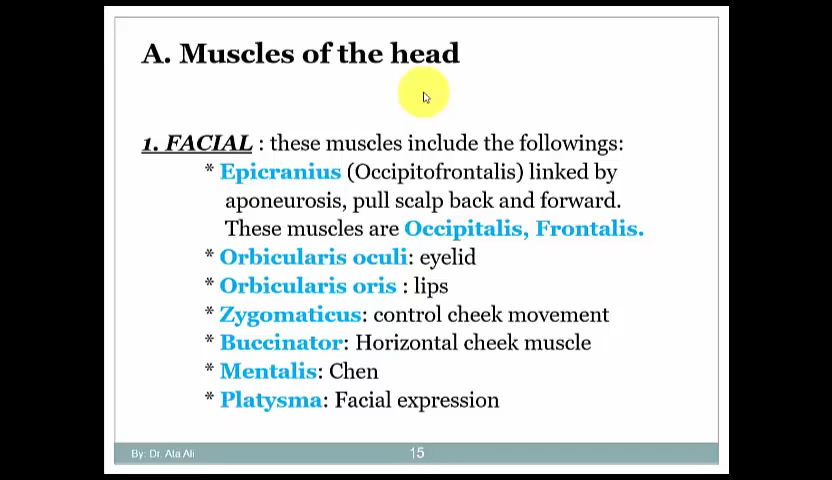 A. Muscles of the head
1. FACIAL : these muscles include the followings:
* Epicranius (Occipitofrontalis) linked by
aponeurosis, pull scalp back and forward.
These muscles are Occipitalis, Frontalis.
* Orbicularis oculi: eyelid
* Orbicularis oris : lips
* Zygomaticus: control cheek movement
* Buccinator: Horizontal cheek muscle
* Mentalis: Chen
* Platysma: Facial expression
By: Dr. Ala Ali
15